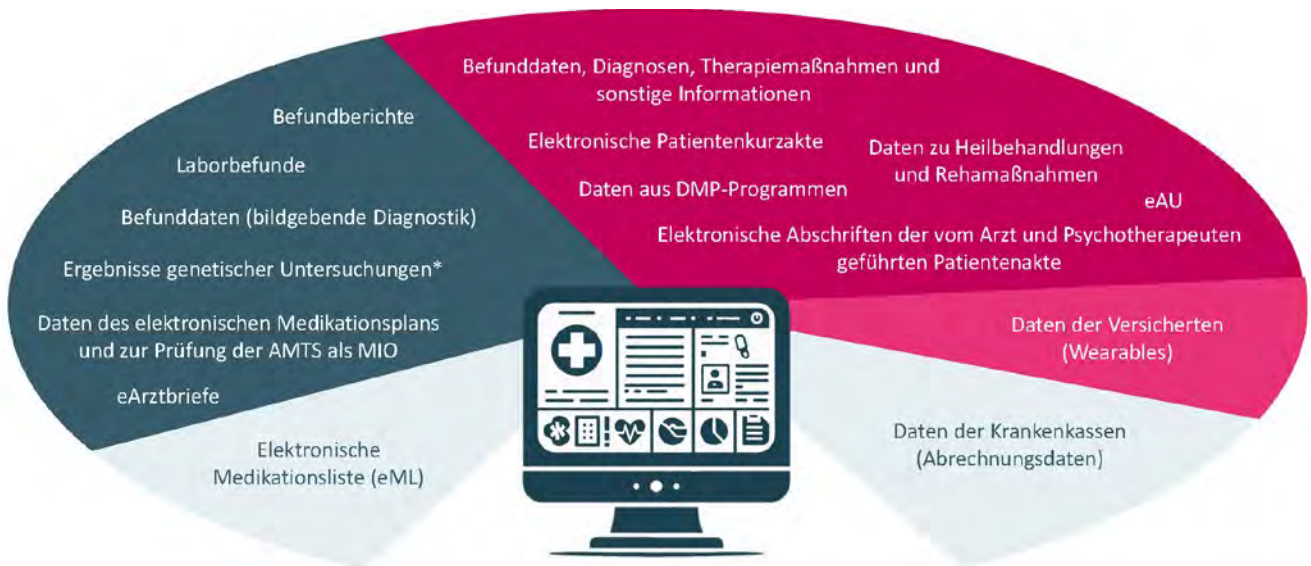 Befundberichte
Laborbefunde
Befunddaten (bildgebende Diagnostik)
Ergebnisse genetischer Untersuchungen*
Daten des elektronischen Medikationsplans
und zur Prüfung der AMTS als MIO
eArztbriefe
Elektronische
Medikationsliste (eML)
Befunddaten, Diagnosen, Therapiemaßnahmen und
sonstige Informationen
Elektronische Patientenkurzakte
Daten zu Heilbehandlungen
und Rehamaßnahmen
Daten aus DMP-Programmen
eAU
Elektronische Abschriften der vom Arzt und Psychotherapeuten
geführten Patientenakte
Daten der Versicherten
(Wearables)
Daten der Krankenkassen
(Abrechnungsdaten)